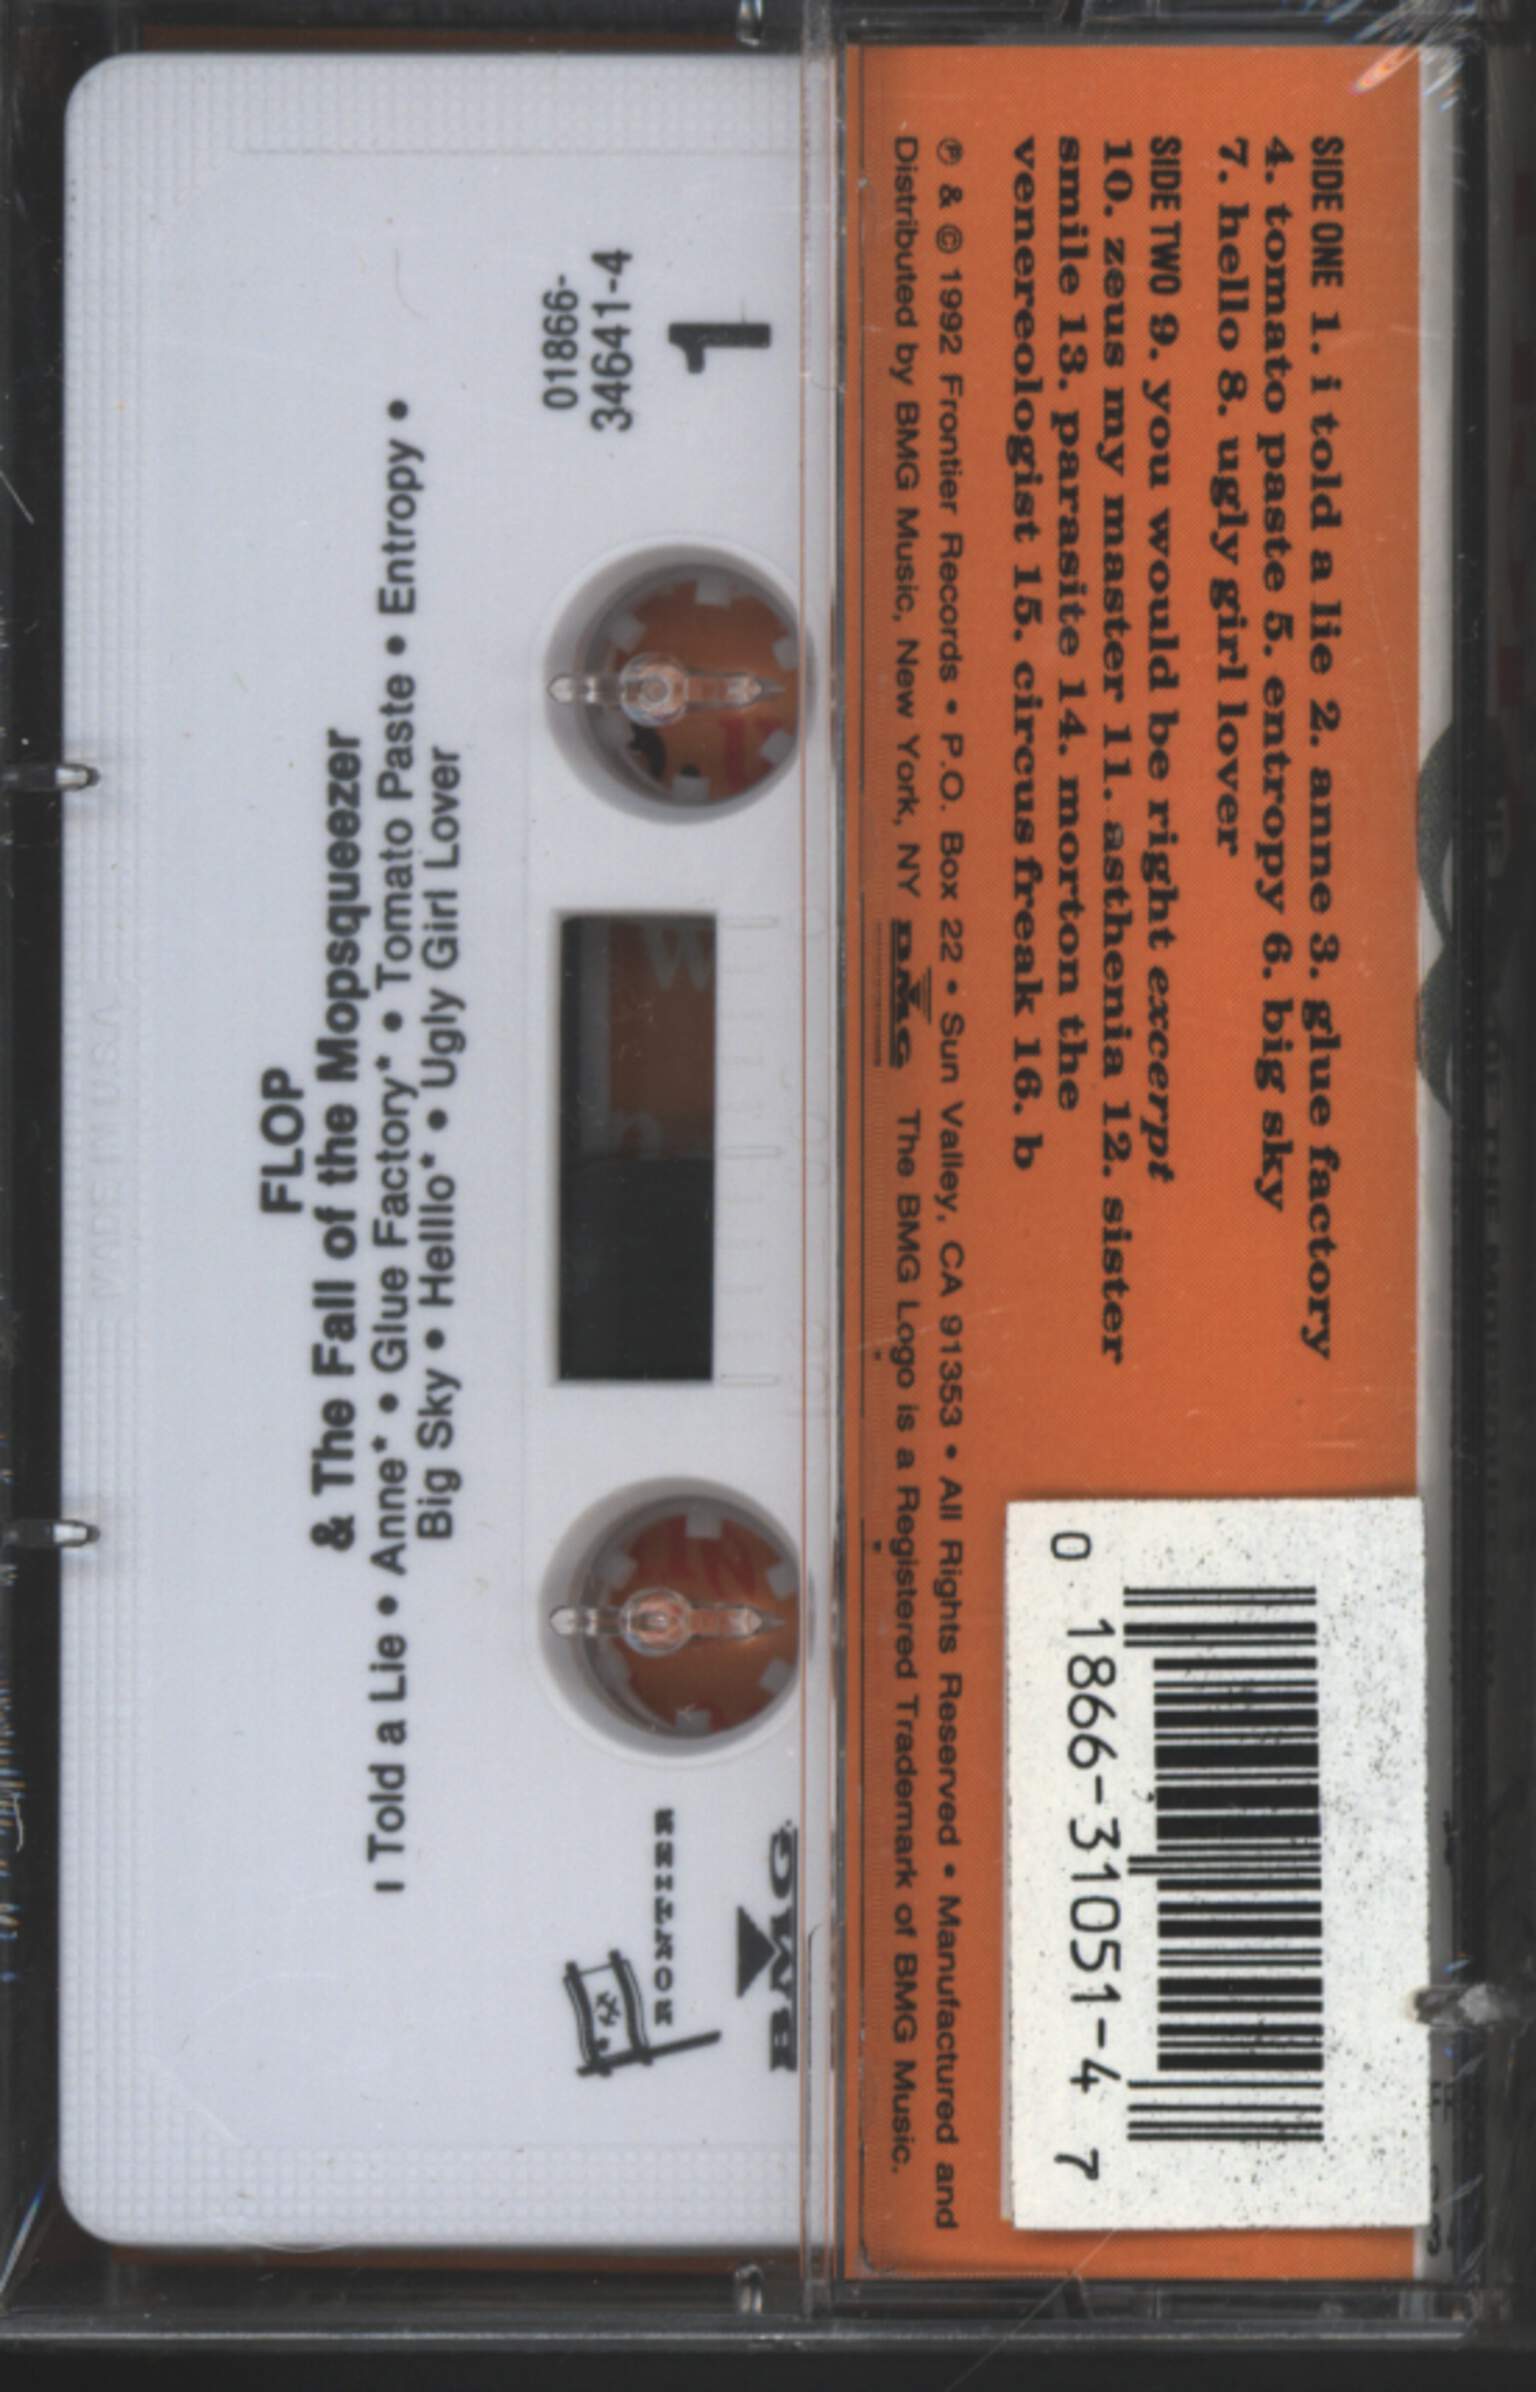 SIDE ONE 1. i told a lie 2. anne 3. glue factory
4. tomato paste 5. entropy 6. big sky
7. hello 8. ugly girl lover
SIDE TWO 9. you would be right excerpt
10. zeus my master 11. asthenia 12. sister
smile 13. parasite 14. morton the
venereologist 15. circus freak 16. b
℗ & © 1992 Frontier Records • P.O. Box 22 • Sun Valley, CA 91353 • All Rights Reserved • Manufactured and
Distributed by BMG Music, New York, NY BMG The BMG Logo is a Registered Trademark of BMG Music.
0 1866-31051-4 7
FLOP
& The Fall of the Mopsqueezer
I Told a Lie • Anne* • Glue Factory* • Tomato Paste • Entropy •
Big Sky • Helllo* • Ugly Girl Lover
01866-
34641-4
1
FRONTIER
BMG
MADE IN U.S.A.